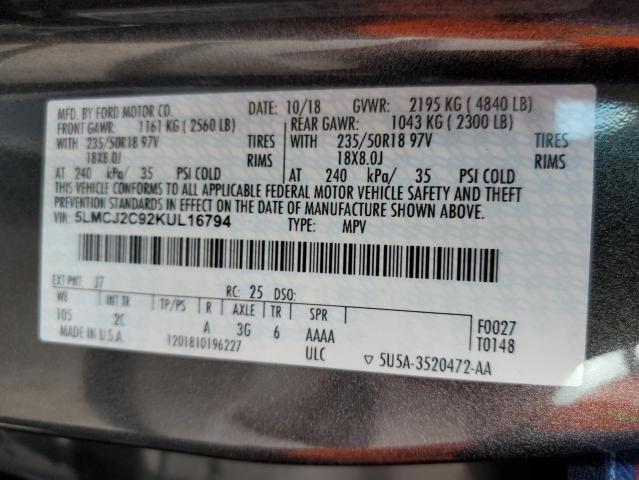 MFD. BY FORD MOTOR CO. DATE: 10/18 GVWR: 2195 KG ( 4840 LB)
FRONT GAWR: 1161 KG ( 2560 LB) REAR GAWR: 1043 KG ( 2300 LB)
WITH 235/50R18 97V TIRES WITH 235/50R18 97V TIRES
18X8.0J RIMS 18X8.0J RIMS
AT 240 kPa/ 35 PSI COLD AT 240 kPa/ 35 PSI COLD
THIS VEHICLE CONFORMS TO ALL APPLICABLE FEDERAL MOTOR VEHICLE SAFETY AND THEFT
PREVENTION STANDARDS IN EFFECT ON THE DATE OF MANUFACTURE SHOWN ABOVE.
VIN: 5LMCJ2C92KUL16794 TYPE: MPV
EXT PNT: J7 RC: 25 DSO:
WB INT TR TP/PS R AXLE TR SPR
105 2C A 3G 6 AAAA F0027
MADE IN U.S.A. 1201810196227 ULC T0148
▽ 5U5A-3520472-AA